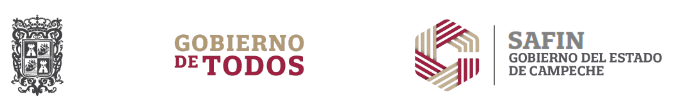 GOBIERNO
DE TODOS
SAFIN
GOBIERNO DEL ESTADO
DE CAMPECHE